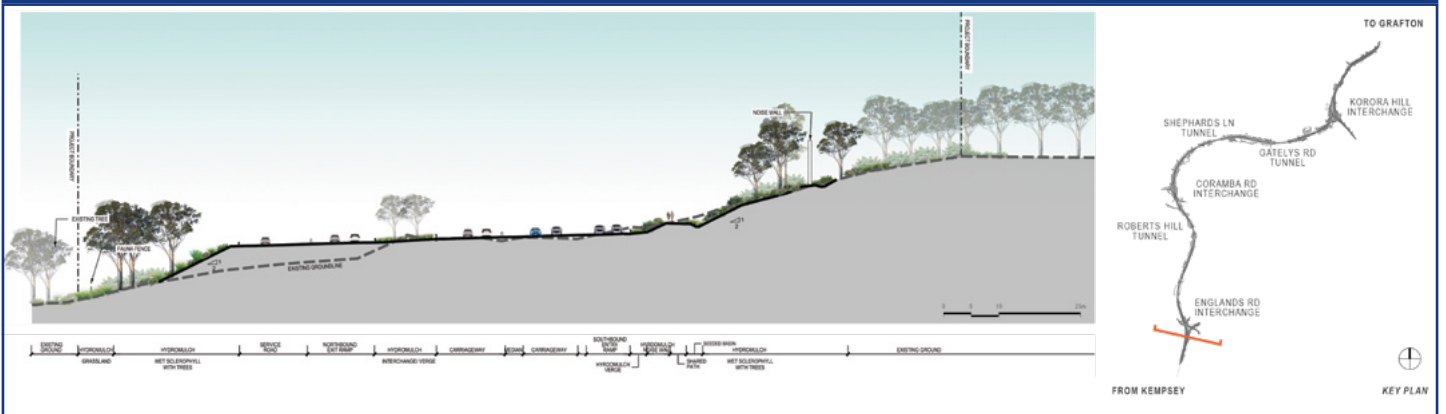 PROJECT BOUNDARY
EXISTING TREE
FAUNA FENCE
EXISTING GROUNDLINE
NOISE WALL
PROJECT BOUNDARY
0 5 10 25m
EXISTING
GROUND
HYDROMULCH
GRASSLAND
HYDROMULCH
WET SCLEROPHYLL
WITH TREES
SERVICE
ROAD
NORTHBOUND
EXIT RAMP
HYDROMULCH
INTERCHANGE/ VERGE
CARRIAGEWAY
MEDIAN
CARRIAGEWAY
SOUTHBOUND
ENTRY
RAMP
HYDROMULCH
VERGE
HYDROMULCH
NOISE WALL
SHARED
PATH
SEEDED BASIN
HYDROMULCH
WET SCLEROPHYLL
WITH TREES
EXISTING GROUND
TO GRAFTON
KORORA HILL
INTERCHANGE
SHEPHARDS LN
TUNNEL
GATELYS RD
TUNNEL
CORAMBA RD
INTERCHANGE
ROBERTS HILL
TUNNEL
ENGLANDS RD
INTERCHANGE
FROM KEMPSEY
KEY PLAN